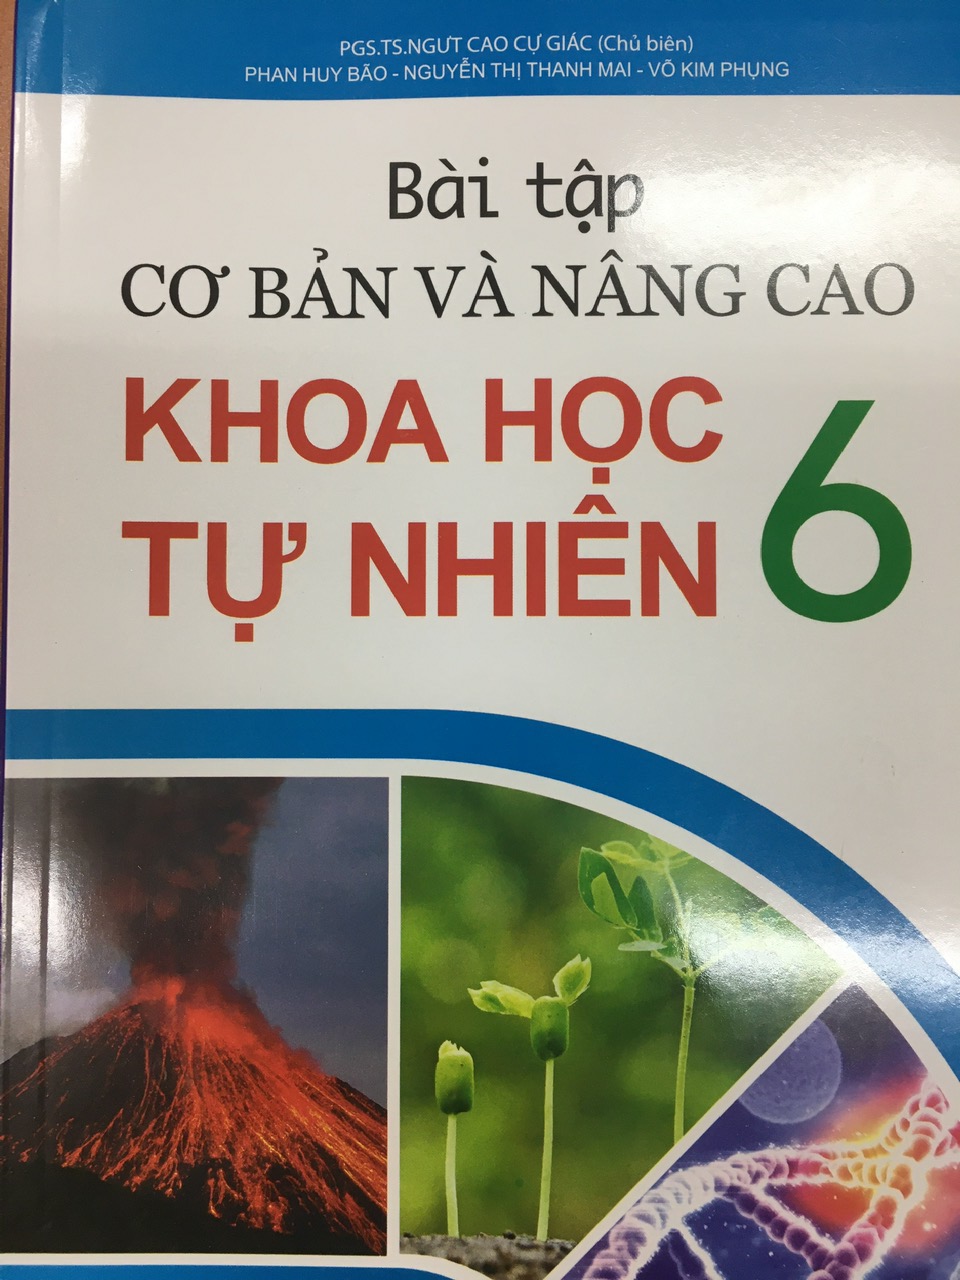 PGS.TS.NGƯT CAO CỰ GIÁC (Chủ biên)
PHAN HUY BÃO - NGUYỄN THỊ THANH MAI - VÕ KIM PHỤNG
Bài tập
CƠ BẢN VÀ NÂNG CAO
KHOA HỌC
TỰ NHIÊN 6